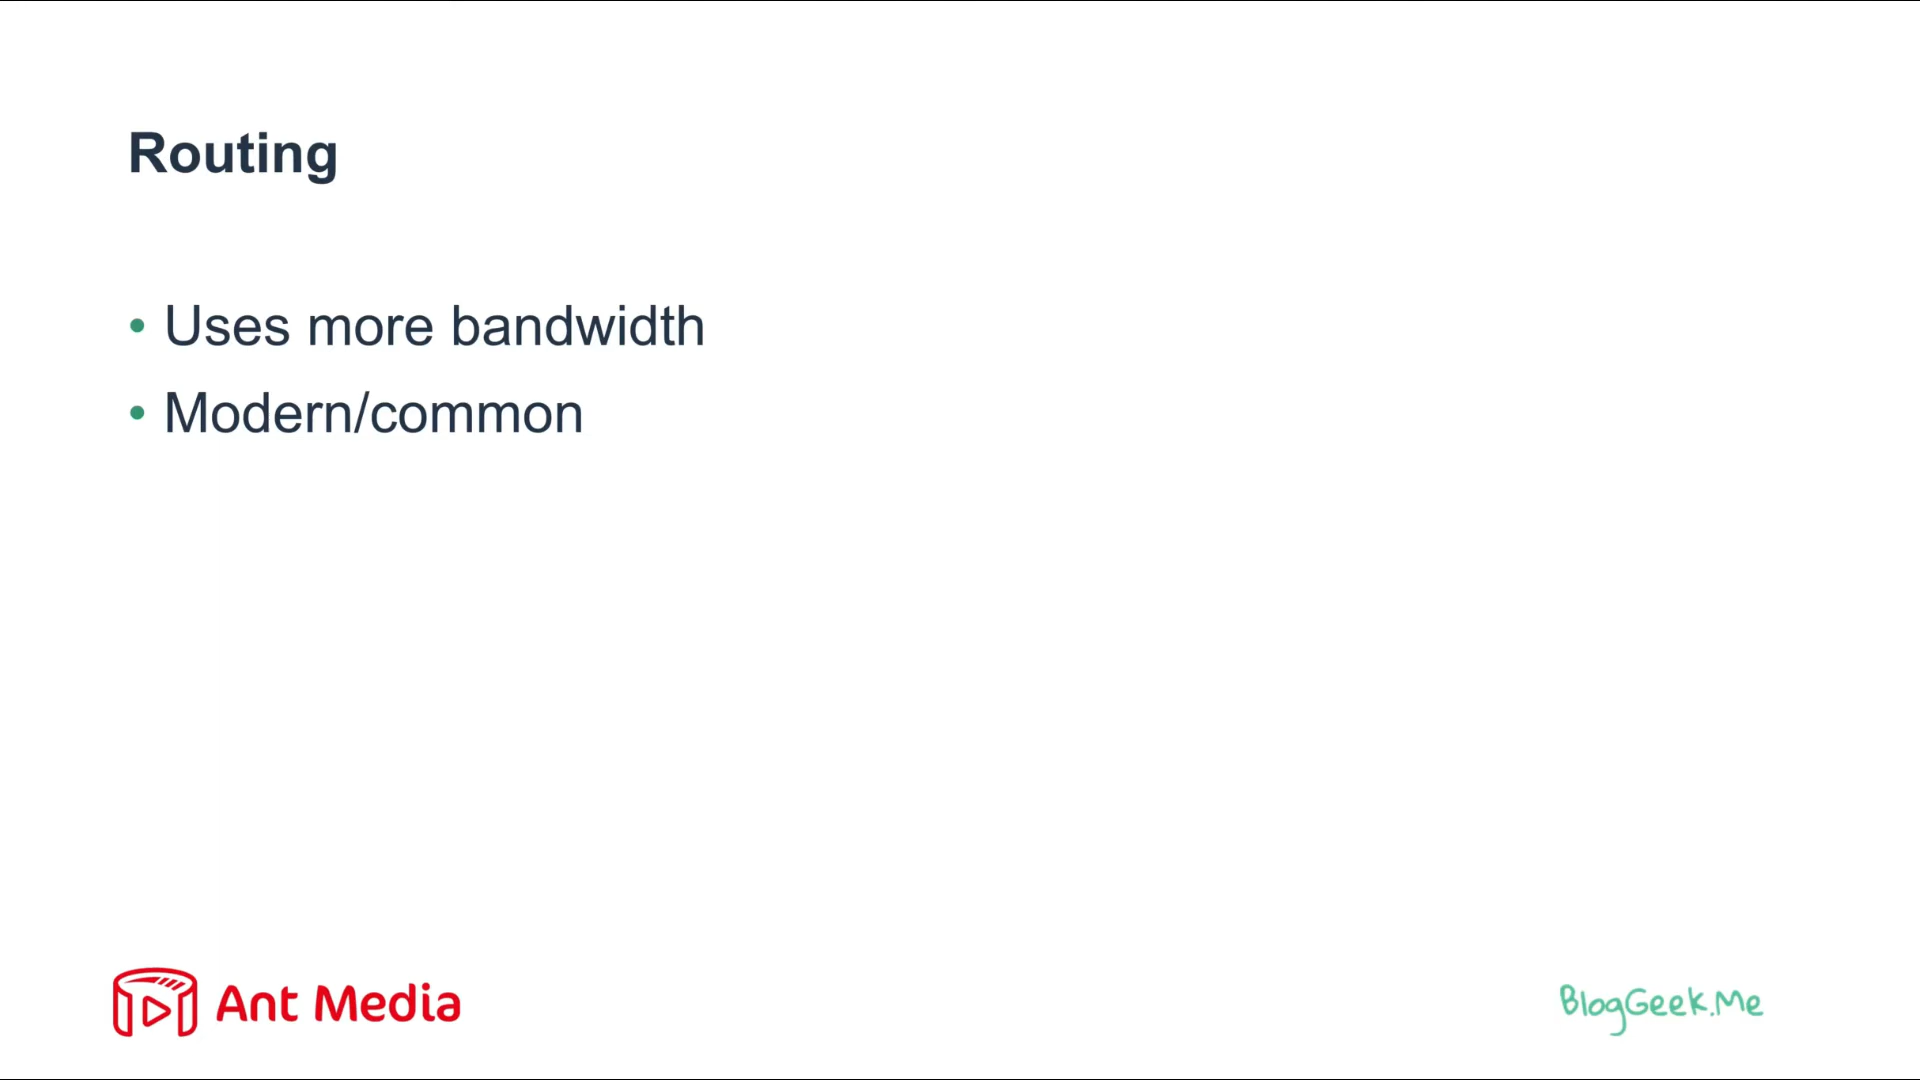 Routing
• Uses more bandwidth
• Modern/common
Ant Media
BlogGeek.Me